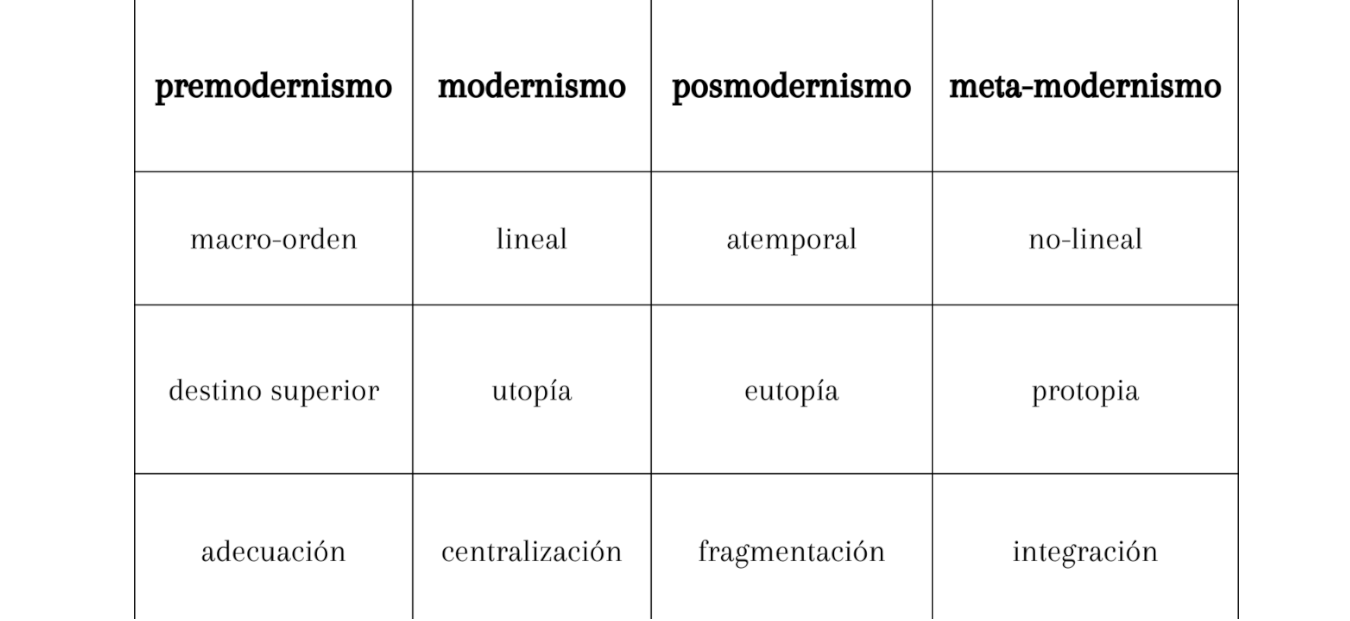 premodernismo modernismo posmodernismo meta-modernismo
macro-orden lineal atemporal no-lineal
destino superior utopía eutopía protopia
adecuación centralización fragmentación integración